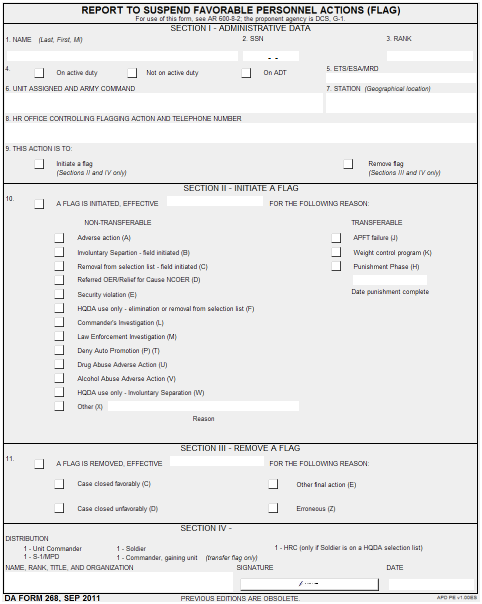 REPORT TO SUSPEND FAVORABLE PERSONNEL ACTIONS (FLAG)
For use of this form, see AR 600-8-2; the proponent agency is DCS, G-1.
SECTION I - ADMINISTRATIVE DATA
1. NAME (Last, First, MI) 2. SSN 3. RANK
- -
4. On active duty Not on active duty On ADT 5. ETS/ESA/MRD
6. UNIT ASSIGNED AND ARMY COMMAND 7. STATION (Geographical location)
8. HR OFFICE CONTROLLING FLAGGING ACTION AND TELEPHONE NUMBER
9. THIS ACTION IS TO:
Initiate a flag Remove flag
(Sections II and IV only) (Sections III and IV only)
SECTION II - INITIATE A FLAG
10. A FLAG IS INITIATED, EFFECTIVE FOR THE FOLLOWING REASON:
NON-TRANSFERABLE TRANSFERABLE
Adverse action (A) APFT failure (J)
Involuntary Separtion - field initiated (B) Weight control program (K)
Removal from selection list - field initiated (C) Punishment Phase (H)
Referred OER/Relief for Cause NCOER (D)
Security violation (E) Date punishment complete
HQDA use only - elimination or removal from selection list (F)
Commander's Investigation (L)
Law Enforcement Investigation (M)
Deny Auto Promotion (P) (T)
Drug Abuse Adverse Action (U)
Alcohol Abuse Adverse Action (V)
HQDA use only - Involuntary Separation (W)
Other (X)
Reason
SECTION III - REMOVE A FLAG
11. A FLAG IS REMOVED, EFFECTIVE FOR THE FOLLOWING REASON:
Case closed favorably (C) Other final action (E)
Case closed unfavorably (D) Erroneous (Z)
SECTION IV -
DISTRIBUTION
1 - Unit Commander 1 - Soldier 1 - HRC (only if Soldier is on a HQDA selection list)
1 - S-1/MPD 1 - Commander, gaining unit (transfer flag only)
NAME, RANK, TITLE, AND ORGANIZATION SIGNATURE DATE
DA FORM 268, SEP 2011 PREVIOUS EDITIONS ARE OBSOLETE. APD PE v1.00ES